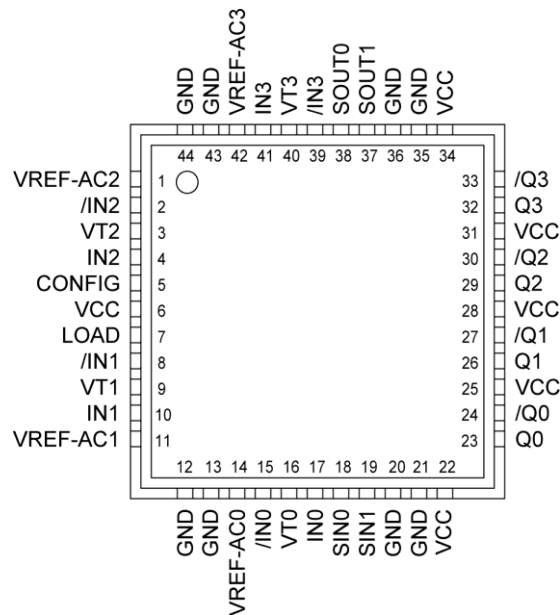 GND GND VREF-AC3 IN3 VT3 /IN3 SOUT0 SOUT1 GND GND VCC
44 43 42 41 40 39 38 37 36 35 34
VREF-AC2 1 33 /Q3
/IN2 2 32 Q3
VT2 3 31 VCC
IN2 4 30 /Q2
CONFIG 5 29 Q2
VCC 6 28 VCC
LOAD 7 27 /Q1
/IN1 8 26 Q1
VT1 9 25 VCC
IN1 10 24 /Q0
VREF-AC1 11 23 Q0
12 13 14 15 16 17 18 19 20 21 22
GND GND VREF-AC0 /IN0 VT0 IN0 SIN0 SIN1 GND GND VCC